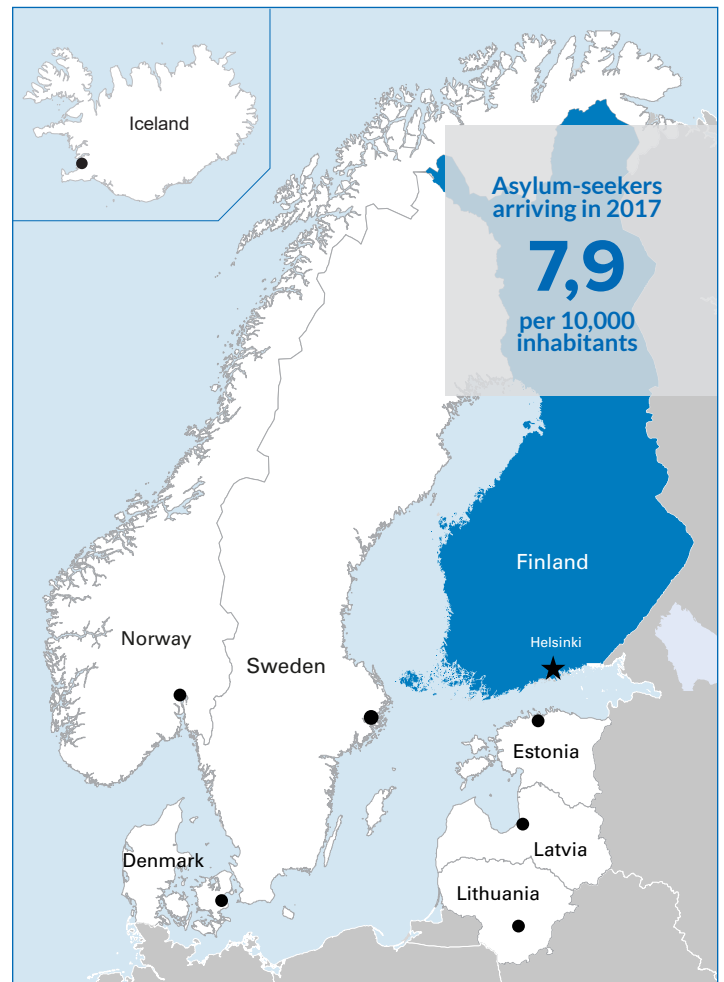 Iceland
Asylum-seekers
arriving in 2017
7,9
per 10,000
inhabitants
Finland
Helsinki
Norway
Sweden
Estonia
Denmark
Latvia
Lithuania